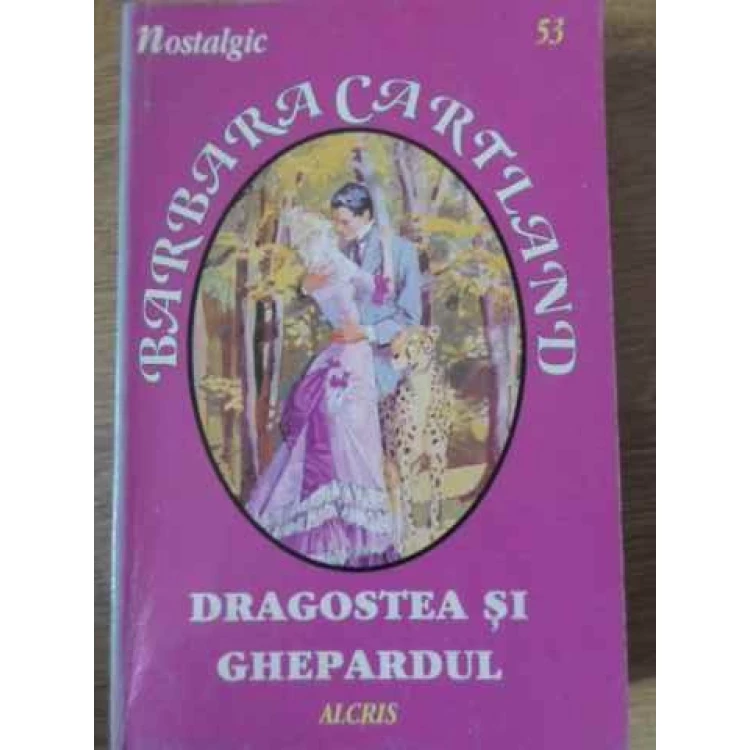 nostalgic
53
BARBARA CARTLAND
DRAGOSTEA ȘI
GHEPARDUL
ALCRIS